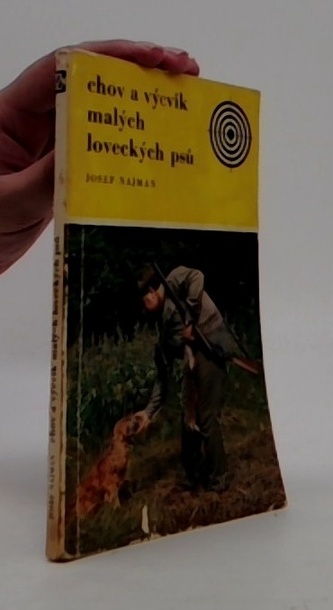 chov a výcvik
malých
loveckých psů
JOSEF NAJMAN
JOSEF NAJMAN chov a výcvik malých loveckých psů